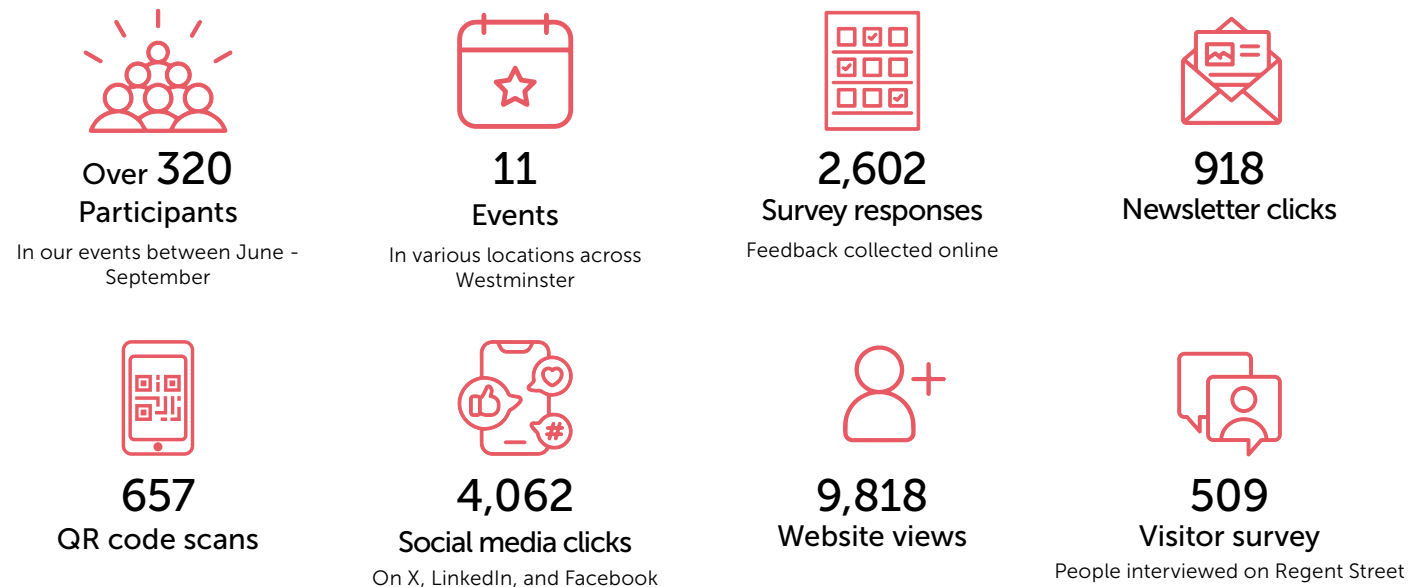 Over 320
Participants
In our events between June -
September
11
Events
In various locations across
Westminster
2,602
Survey responses
Feedback collected online
918
Newsletter clicks
657
QR code scans
4,062
Social media clicks
On X, LinkedIn, and Facebook
9,818
Website views
509
Visitor survey
People interviewed on Regent Street